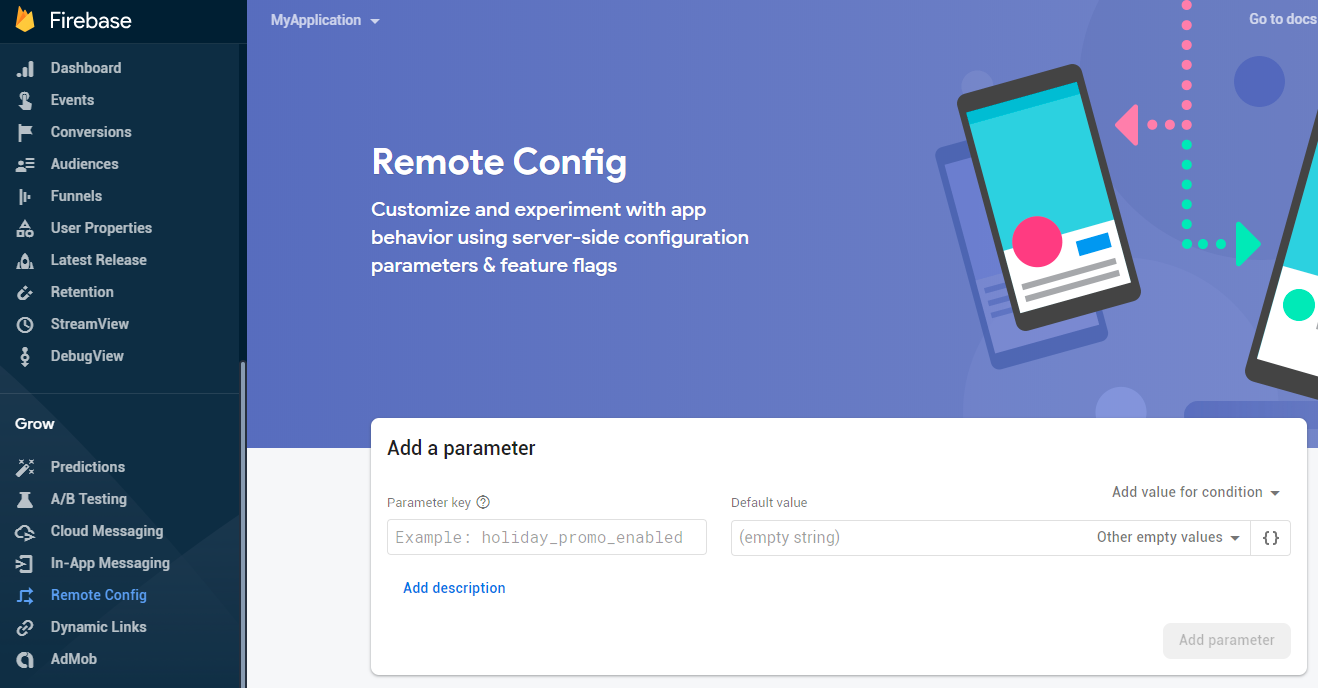 Firebase
MyApplication
Go to docs
Dashboard
Events
Conversions
Audiences
Funnels
User Properties
Latest Release
Retention
StreamView
DebugView
Grow
Predictions
A/B Testing
Cloud Messaging
In-App Messaging
Remote Config
Dynamic Links
AdMob
Remote Config
Customize and experiment with app
behavior using server-side configuration
parameters & feature flags
Add a parameter
Add value for condition
Parameter key ?
Default value
Example: holiday_promo_enabled
(empty string)
Other empty values
{}
Add description
Add parameter